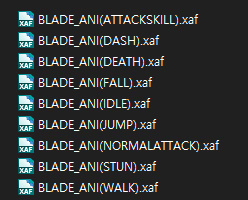 BLADE_ANI(ATTACKSKILL).xaf
BLADE_ANI(DASH).xaf
BLADE_ANI(DEATH).xaf
BLADE_ANI(FALL).xaf
BLADE_ANI(IDLE).xaf
BLADE_ANI(JUMP).xaf
BLADE_ANI(NORMALATTACK).xaf
BLADE_ANI(STUN).xaf
BLADE_ANI(WALK).xaf